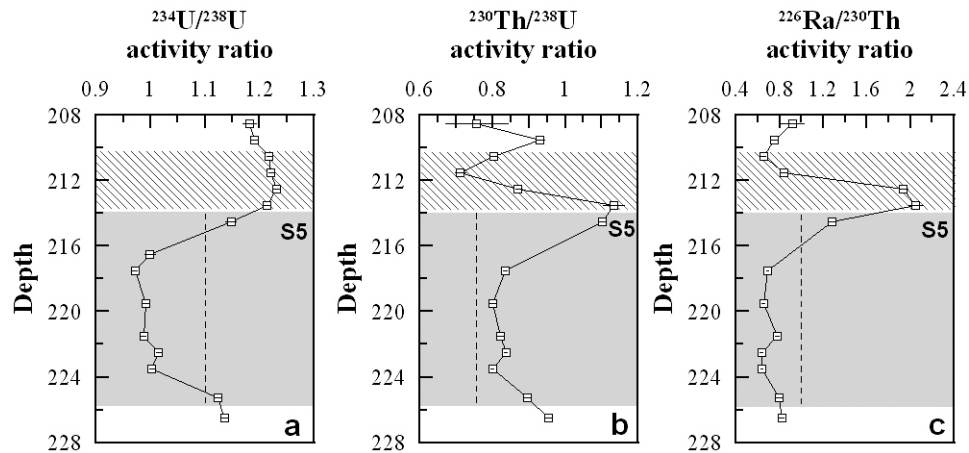 ²³⁴U/²³⁸U
activity ratio
0.9 1 1.1 1.2 1.3
208
212
216
220
224
228
Depth
S5
a
²³⁰Th/²³⁸U
activity ratio
0.6 0.8 1 1.2
208
212
216
220
224
228
Depth
S5
b
²²⁶Ra/²³⁰Th
activity ratio
0.4 0.8 1.2 1.6 2 2.4
208
212
216
220
224
228
Depth
S5
c